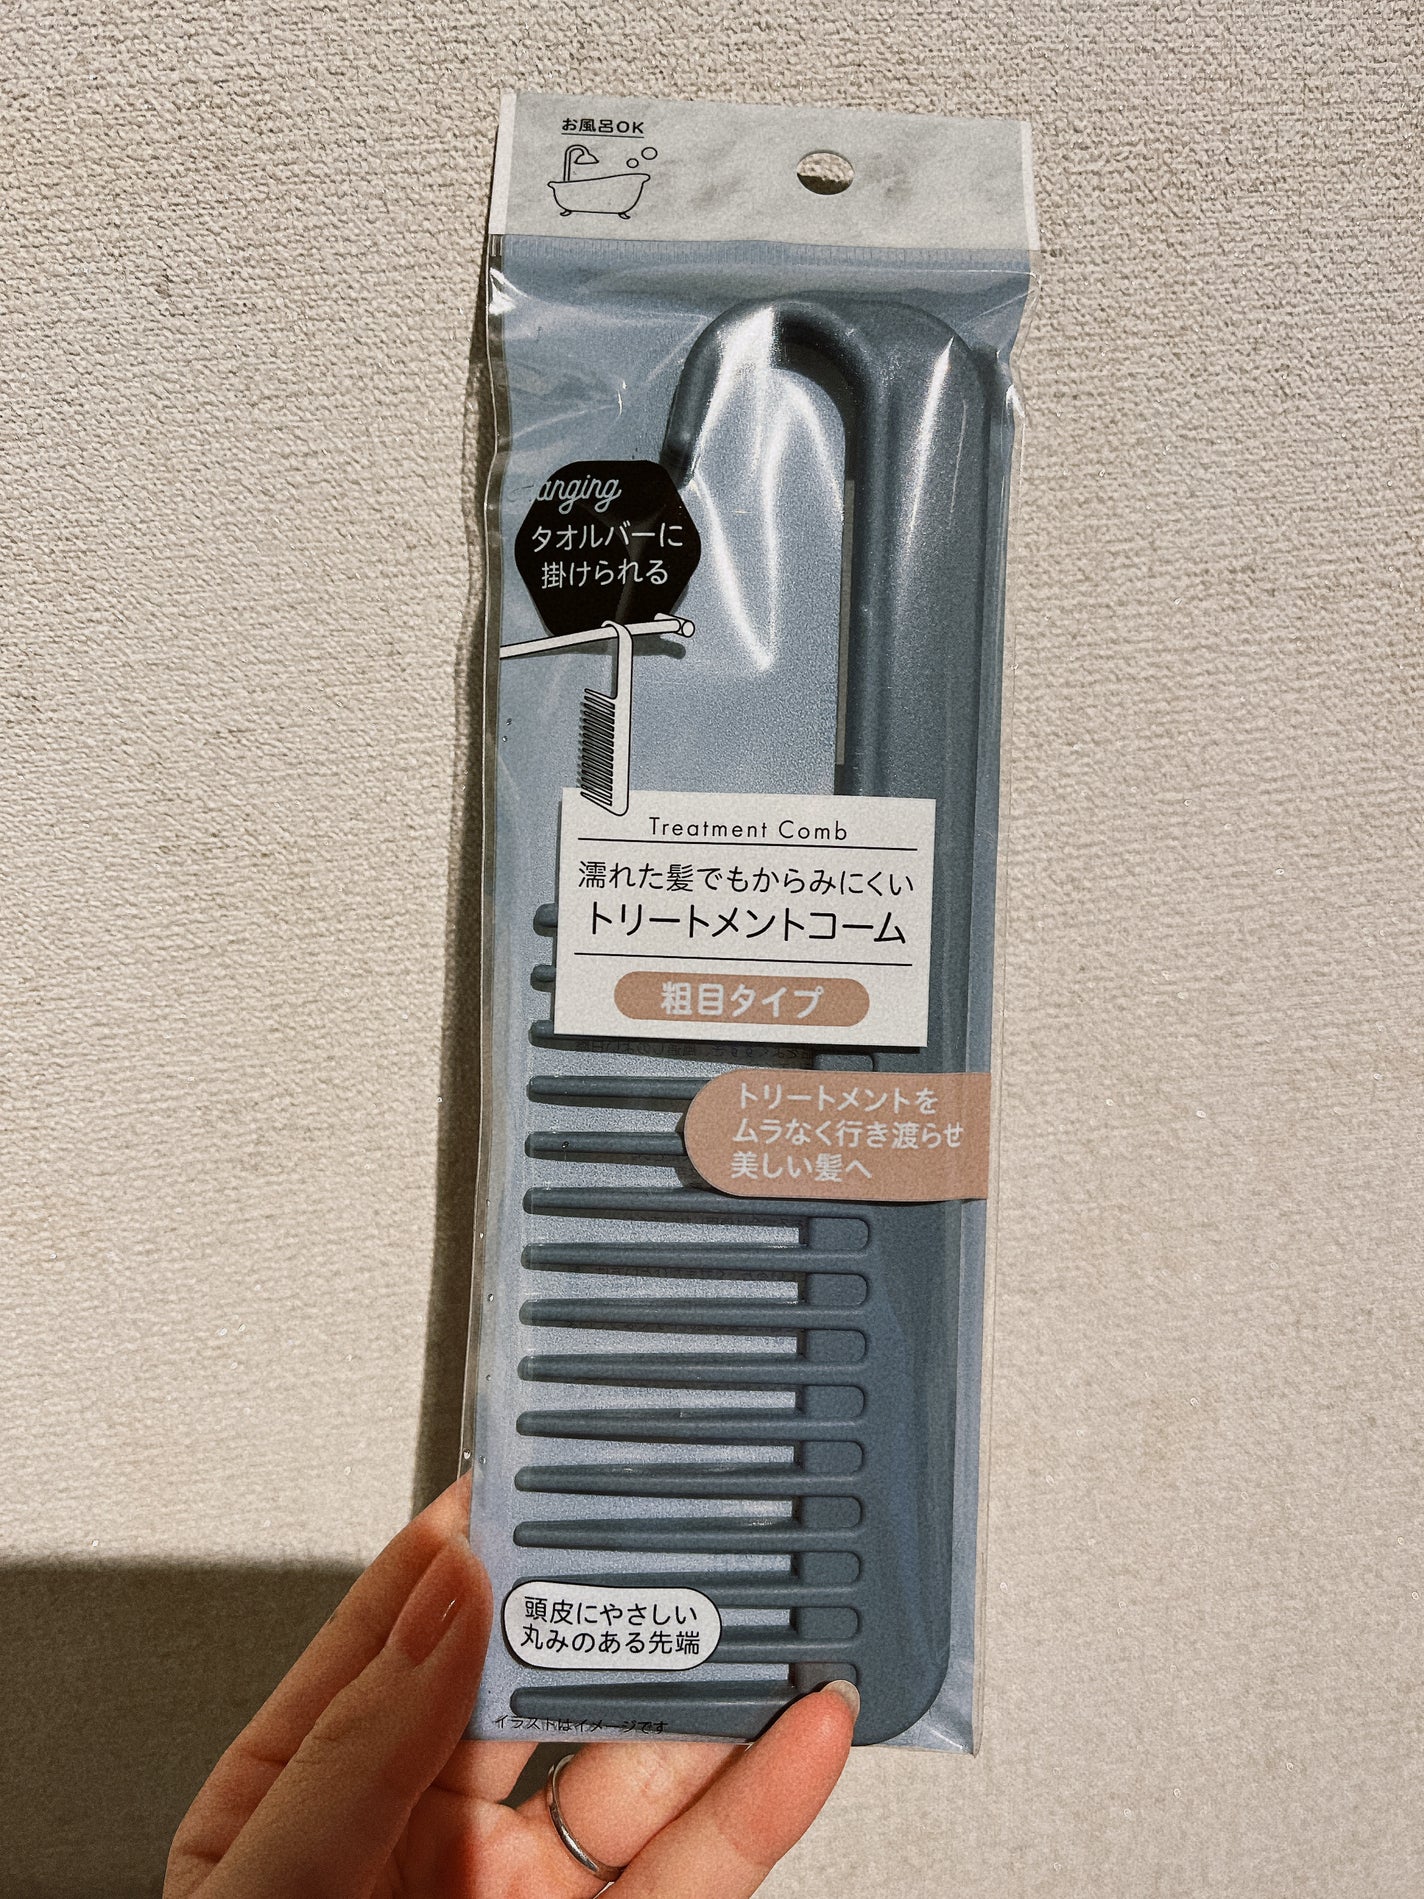 お風呂OK
anging
タオルバーに
掛けられる
Treatment Comb
濡れた髪でもからみにくい
トリートメントコーム
粗目タイプ
トリートメントを
ムラなく行き渡らせ
美しい髪へ
頭皮にやさしい
丸みのある先端
イラストはイメージです